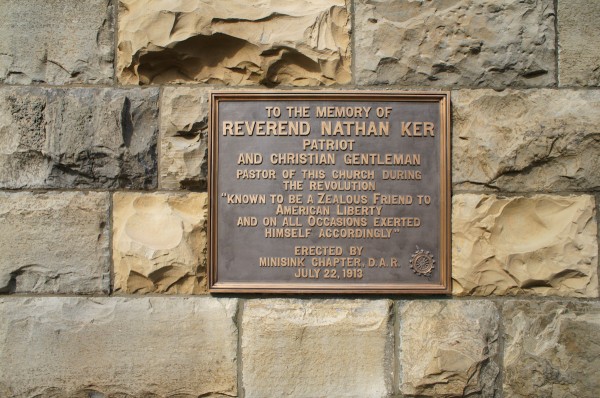 TO THE MEMORY OF
REVEREND NATHAN KER
PATRIOT
AND CHRISTIAN GENTLEMAN
PASTOR OF THIS CHURCH DURING
THE REVOLUTION
"KNOWN TO BE A ZEALOUS FRIEND TO
AMERICAN LIBERTY
AND ON ALL OCCASIONS EXERTED
HIMSELF ACCORDINGLY"
ERECTED BY
MINISINK CHAPTER, D.A.R.
JULY 22, 1913